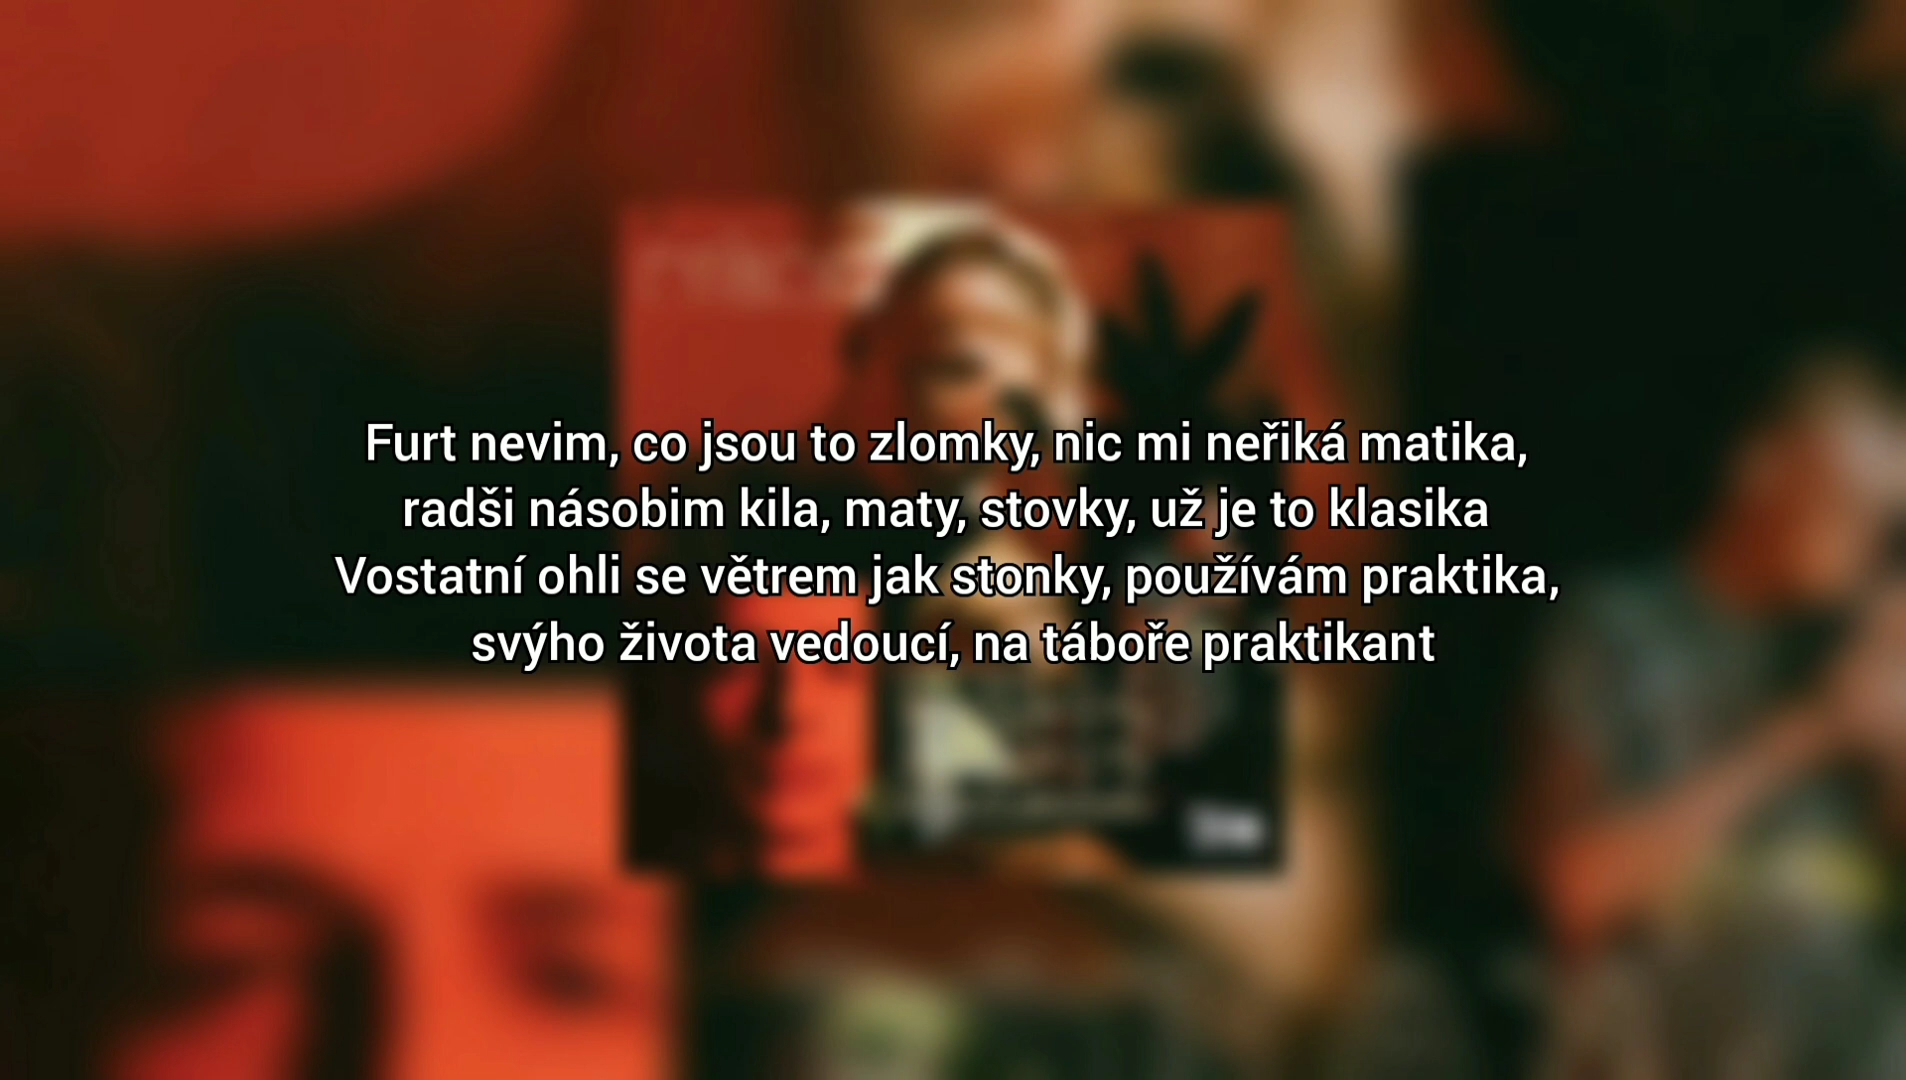 Furt nevim, co jsou to zlomky, nic mi neřiká matika,
radši násobim kila, maty, stovky, už je to klasika
Vostatní ohli se větrem jak stonky, používám praktika,
svýho života vedoucí, na táboře praktikant